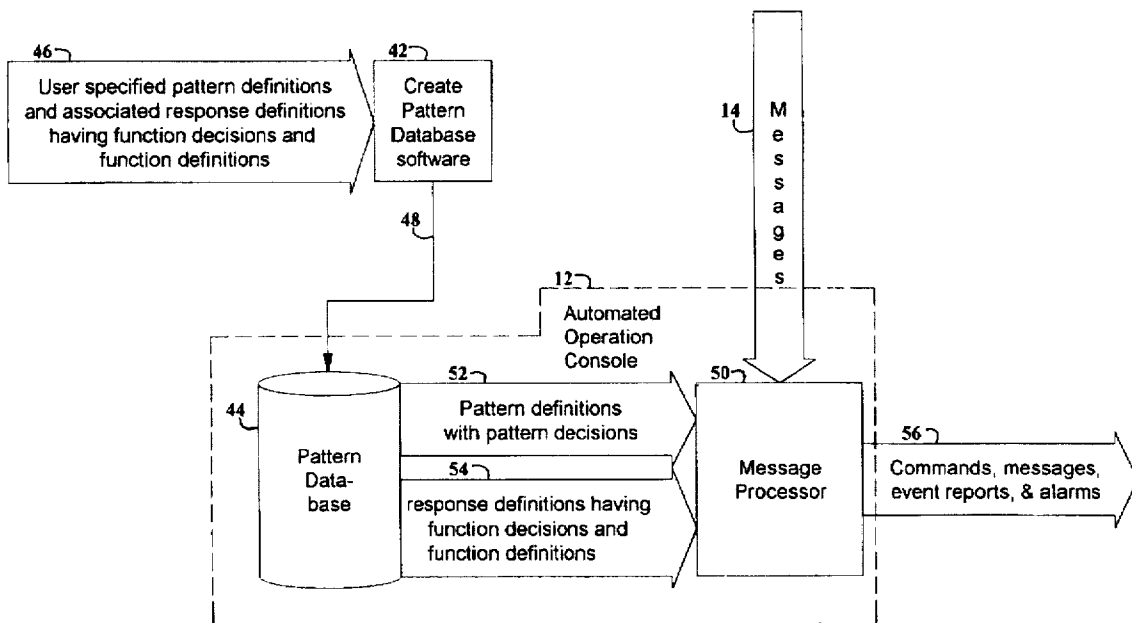 46
User specified pattern definitions
and associated response definitions
having function decisions and
function definitions
42
Create
Pattern
Database
software
14
Messages
48
12
Automated
Operation
Console
44
Pattern
Data-
base
52
Pattern definitions
with pattern decisions
54
response definitions having
function decisions and
function definitions
50
Message
Processor
56
Commands, messages,
event reports, & alarms